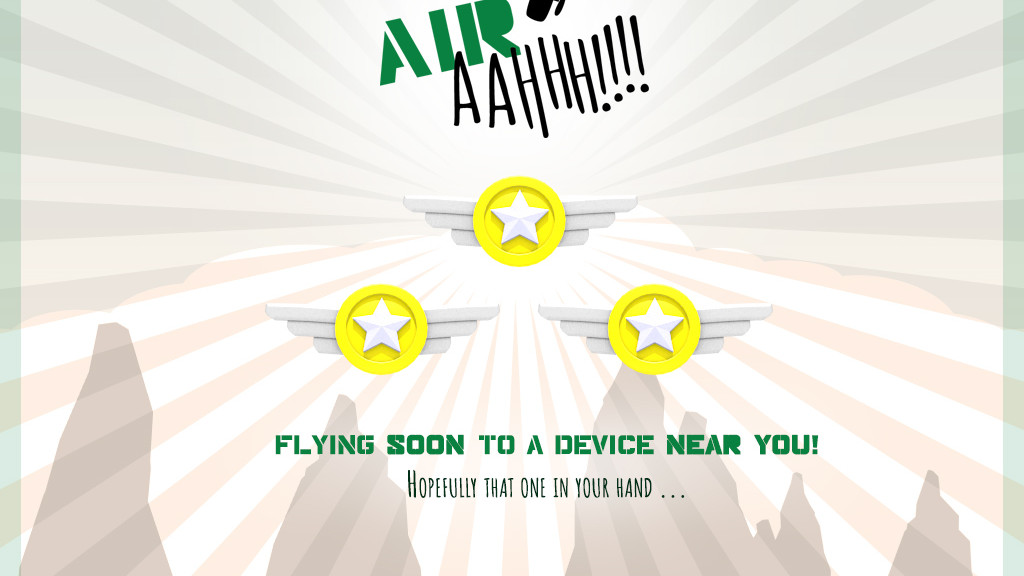 AIR
AAHHH!!!!
FLYING SOON TO A DEVICE NEAR YOU!
HOPEFULLY THAT ONE IN YOUR HAND ...